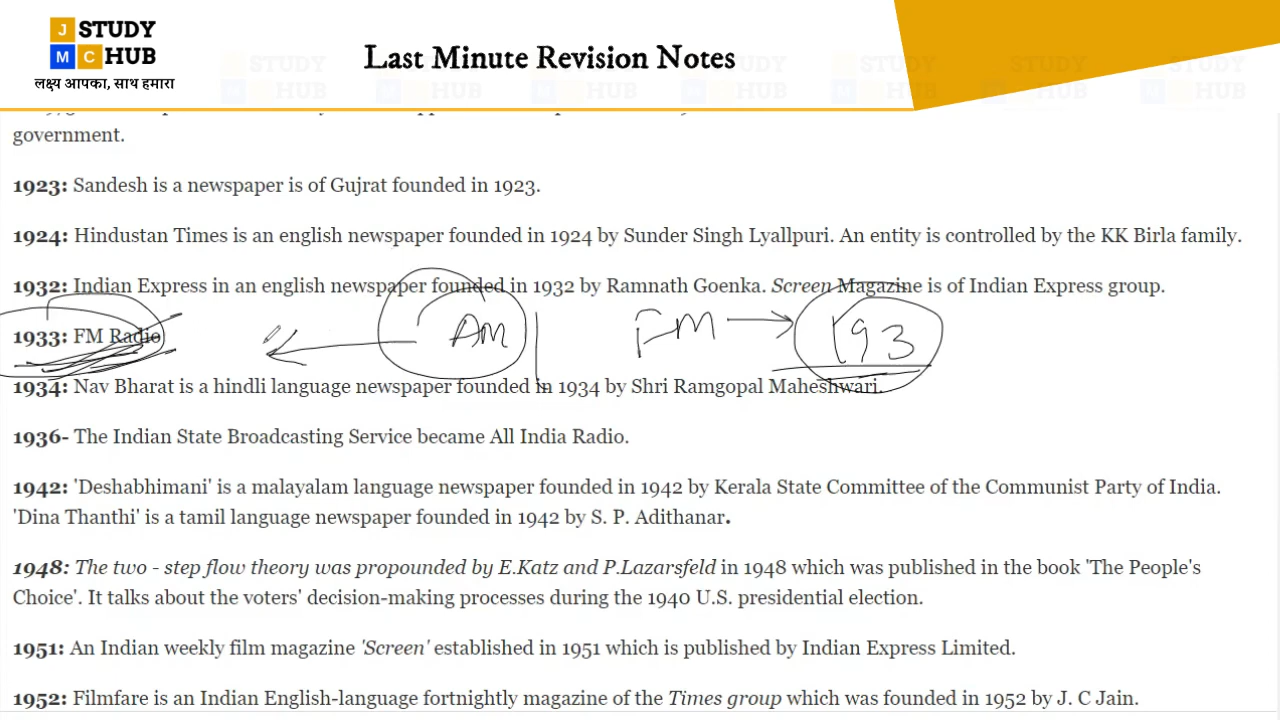 J STUDY
MC HUB
लक्ष्य आपका, साथ हमारा
Last Minute Revision Notes
government.
1923: Sandesh is a newspaper is of Gujrat founded in 1923.
1924: Hindustan Times is an english newspaper founded in 1924 by Sunder Singh Lyallpuri. An entity is controlled by the KK Birla family.
1932: Indian Express in an english newspaper founded in 1932 by Ramnath Goenka. Screen Magazine is of Indian Express group.
1933: FM Radio
AM FM 193
1934: Nav Bharat is a hindli language newspaper founded in 1934 by Shri Ramgopal Maheshwari.
1936- The Indian State Broadcasting Service became All India Radio.
1942: 'Deshabhimani' is a malayalam language newspaper founded in 1942 by Kerala State Committee of the Communist Party of India.
'Dina Thanthi' is a tamil language newspaper founded in 1942 by S. P. Adithanar.
1948: The two - step flow theory was propounded by E.Katz and P.Lazarsfeld in 1948 which was published in the book 'The People's
Choice'. It talks about the voters' decision-making processes during the 1940 U.S. presidential election.
1951: An Indian weekly film magazine 'Screen' established in 1951 which is published by Indian Express Limited.
1952: Filmfare is an Indian English-language fortnightly magazine of the Times group which was founded in 1952 by J. C Jain.